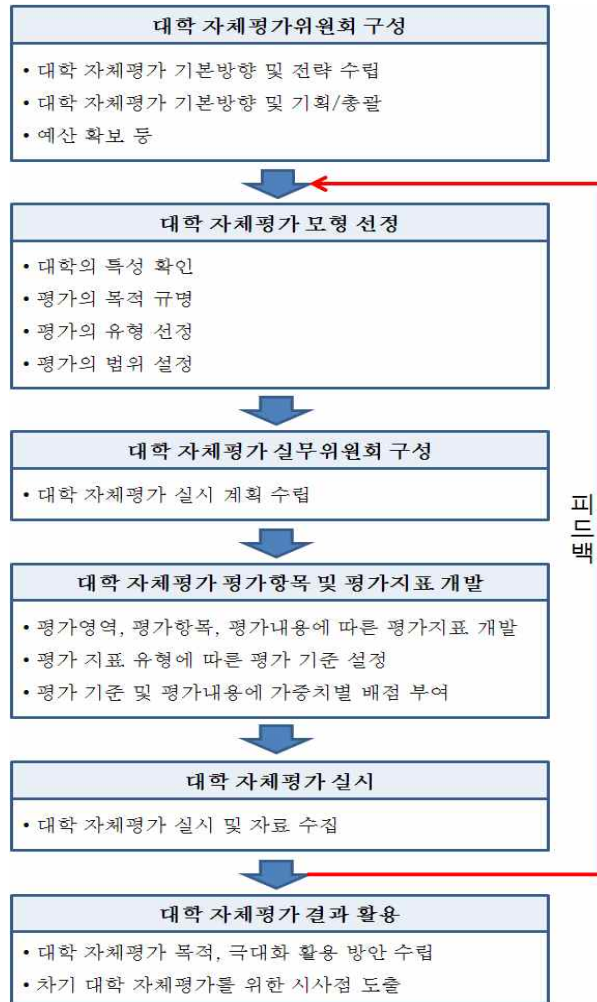 대학 자체평가위원회 구성
• 대학 자체평가 기본방향 및 전략 수립
• 대학 자체평가 기본방향 및 기획/총괄
• 예산 확보 등
대학 자체평가 모형 선정
• 대학의 특성 확인
• 평가의 목적 규명
• 평가의 유형 선정
• 평가의 범위 설정
대학 자체평가 실무위원회 구성
• 대학 자체평가 실시 계획 수립
피드백
대학 자체평가 평가항목 및 평가지표 개발
• 평가영역, 평가항목, 평가내용에 따른 평가지표 개발
• 평가 지표 유형에 따른 평가 기준 설정
• 평가 기준 및 평가내용에 가중치별 배점 부여
대학 자체평가 실시
• 대학 자체평가 실시 및 자료 수집
대학 자체평가 결과 활용
• 대학 자체평가 목적, 극대화 활용 방안 수립
• 차기 대학 자체평가를 위한 시사점 도출